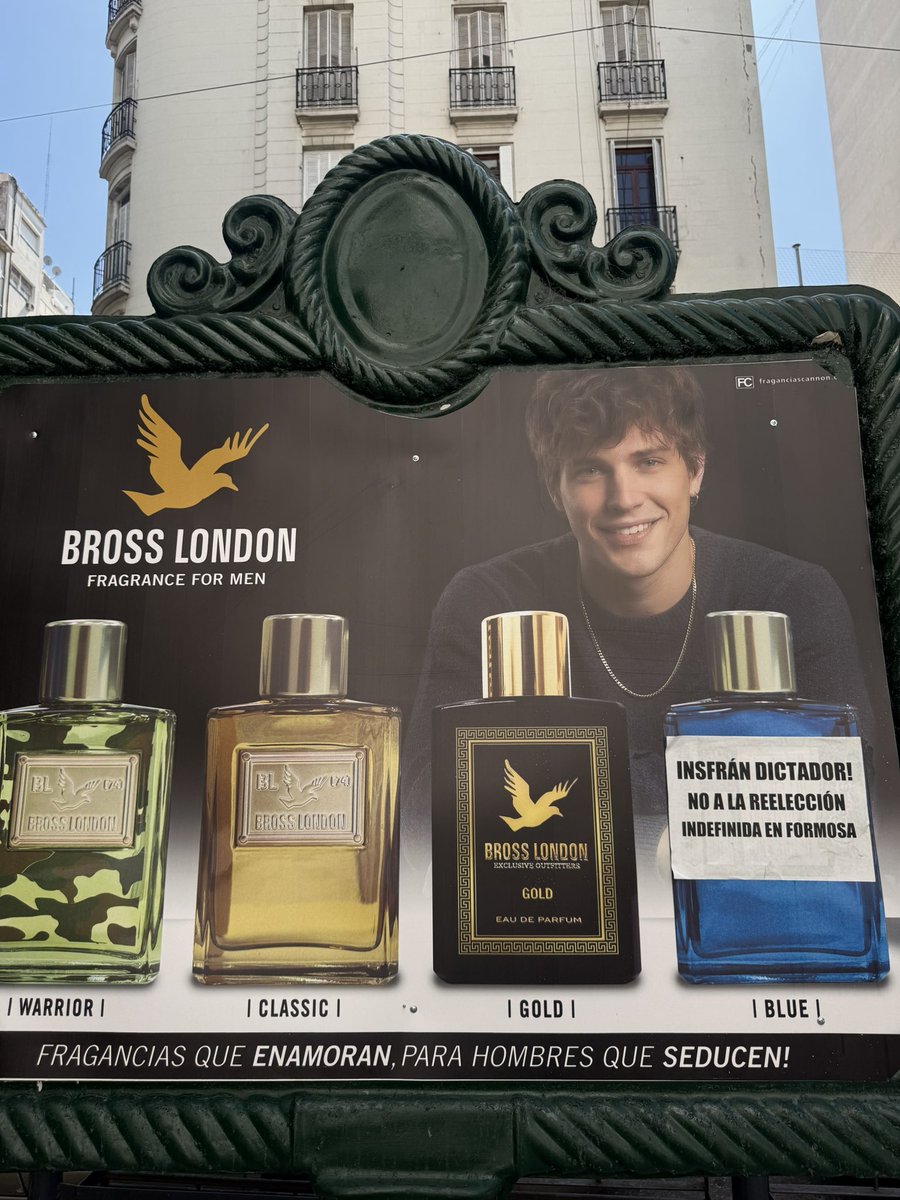 FC fraganciascannon.c
BROSS LONDON
FRAGRANCE FOR MEN
BL 1791
BROSS LONDON
BL 1791
BROSS LONDON
BROSS LONDON
EXCLUSIVE OUTFITTERS
GOLD
EAU DE PARFUM
INSFRÁN DICTADOR!
NO A LA REELECCIÓN
INDEFINIDA EN FORMOSA
| WARRIOR | | CLASSIC | | GOLD | | BLUE |
FRAGANCIAS QUE ENAMORAN, PARA HOMBRES QUE SEDUCEN!